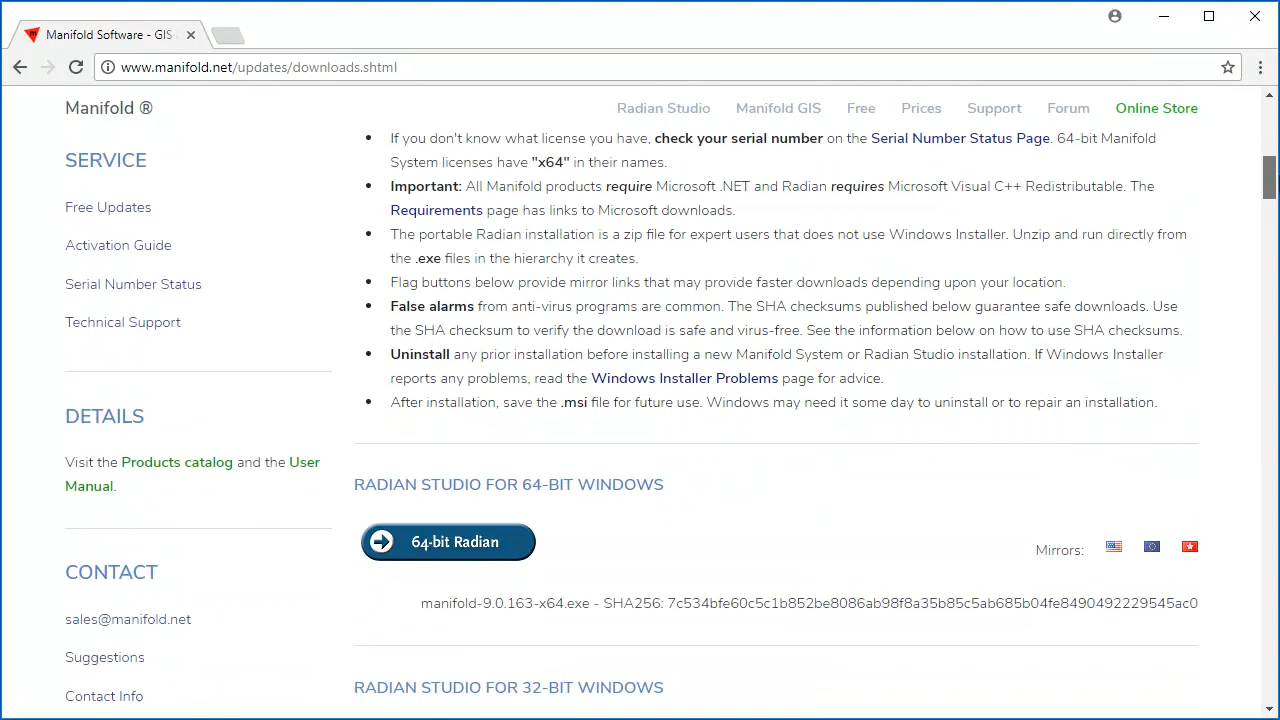 Manifold Software - GIS
www.manifold.net/updates/downloads.shtml
Manifold ®
Radian Studio Manifold GIS Free Prices Support Forum Online Store
SERVICE
Free Updates
Activation Guide
Serial Number Status
Technical Support
DETAILS
Visit the Products catalog and the User
Manual.
CONTACT
sales@manifold.net
Suggestions
Contact Info
• If you don't know what license you have, check your serial number on the Serial Number Status Page. 64-bit Manifold
System licenses have "x64" in their names.
• Important: All Manifold products require Microsoft .NET and Radian requires Microsoft Visual C++ Redistributable. The
Requirements page has links to Microsoft downloads.
• The portable Radian installation is a zip file for expert users that does not use Windows Installer. Unzip and run directly from
the .exe files in the hierarchy it creates.
• Flag buttons below provide mirror links that may provide faster downloads depending upon your location.
• False alarms from anti-virus programs are common. The SHA checksums published below guarantee safe downloads. Use
the SHA checksum to verify the download is safe and virus-free. See the information below on how to use SHA checksums.
• Uninstall any prior installation before installing a new Manifold System or Radian Studio installation. If Windows Installer
reports any problems, read the Windows Installer Problems page for advice.
• After installation, save the .msi file for future use. Windows may need it some day to uninstall or to repair an installation.
RADIAN STUDIO FOR 64-BIT WINDOWS
64-bit Radian
Mirrors:
manifold-9.0.163-x64.exe - SHA256: 7c534bfe60c5c1b852be8086ab98f8a35b85c5ab685b04fe8490492229545ac0
RADIAN STUDIO FOR 32-BIT WINDOWS